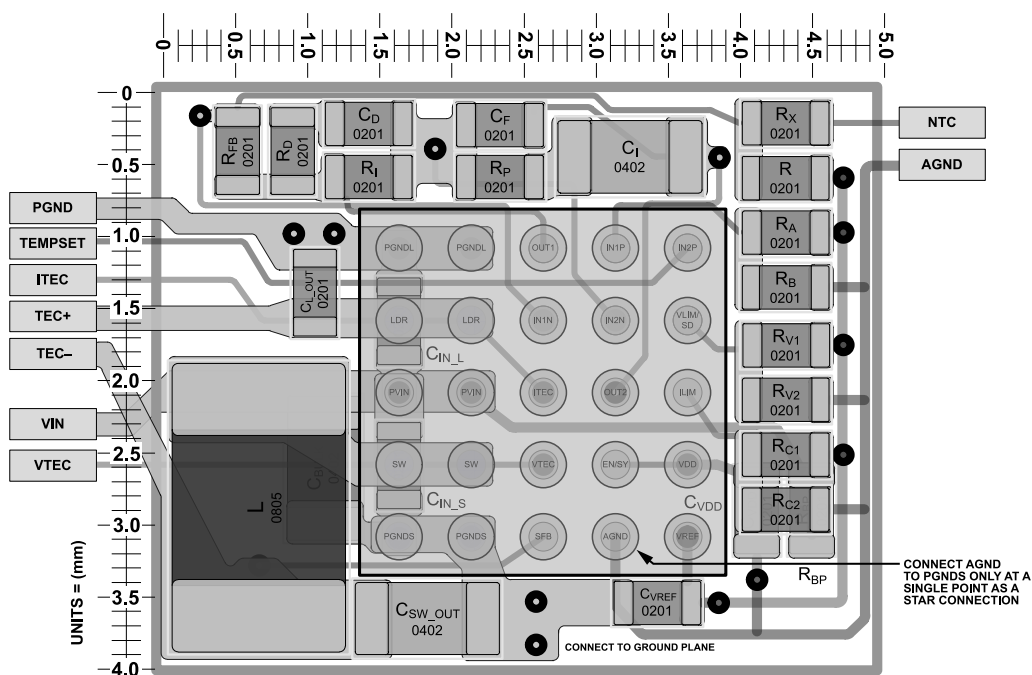 0 0.5 1.0 1.5 2.0 2.5 3.0 3.5 4.0 4.5 5.0
0
0.5
1.0
1.5
2.0
2.5
3.0
3.5
4.0
UNITS = (mm)
PGND
TEMPSET
ITEC
TEC+
TEC–
VIN
VTEC
NTC
AGND
RFB
0201
RD
0201
CD
0201
RI
0201
CF
0201
RP
0201
CI
0402
RX
0201
R
0201
RA
0201
RB
0201
RV1
0201
RV2
0201
RC1
0201
RC2
0201
RBP
CL_OUT
0201
PGNDL PGNDL OUT1 IN1P IN2P
LDR LDR IN1N IN2N VLIM/
SD
CIN_L
PVIN PVIN ITEC OUT2 ILIM
SW SW VTEC EN/SY VDD
CIN_S
CVDD
PGNDS PGNDS SFB AGND VREF
L
0805
CSW_OUT
0402
CVREF
0201
CONNECT AGND
TO PGNDS ONLY AT A
SINGLE POINT AS A
STAR CONNECTION
CONNECT TO GROUND PLANE